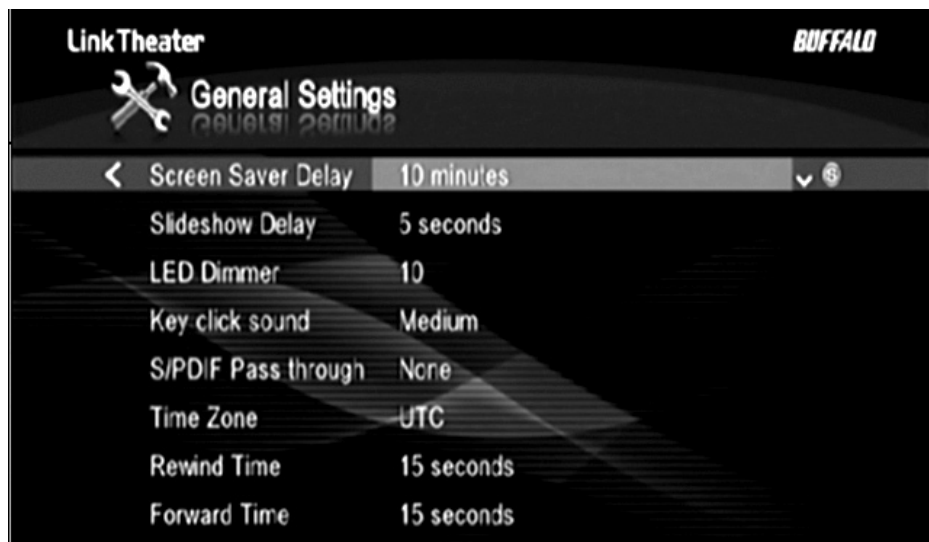 LinkTheater
BUFFALO
General Settings
Screen Saver Delay 10 minutes
Slideshow Delay 5 seconds
LED Dimmer 10
Key click sound Medium
S/PDIF Pass through None
Time Zone UTC
Rewind Time 15 seconds
Forward Time 15 seconds